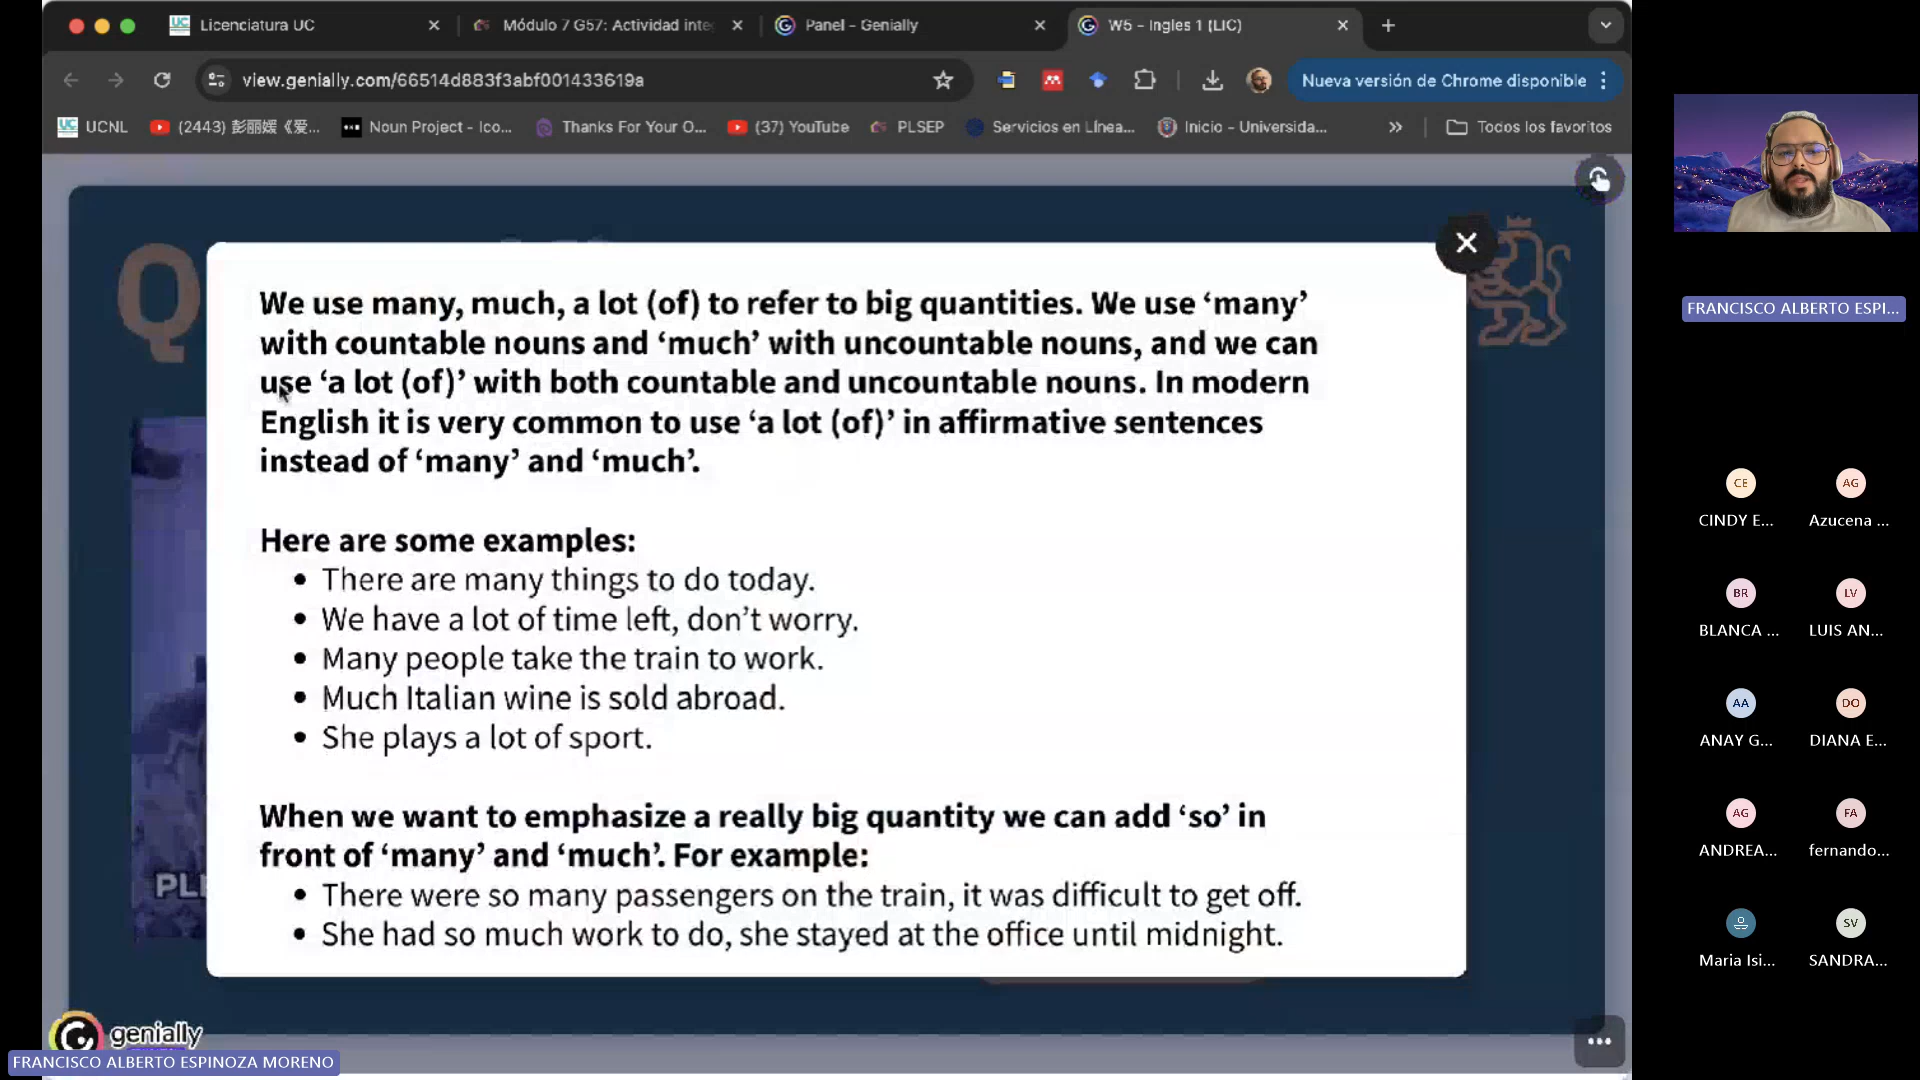 Licenciatura UC
Módulo 7 G57: Actividad inte
Panel - Genially
W5 - Ingles 1 (LIC)
view.genially.com/66514d883f3abf001433619a
Nueva versión de Chrome disponible
UCNL
(2443) 彭丽媛《爱...
Noun Project - Ico...
Thanks For Your O...
(37) YouTube
PLSEP
Servicios en Línea...
Inicio - Universida...
Todos los favoritos
Q
We use many, much, a lot (of) to refer to big quantities. We use ‘many’
with countable nouns and ‘much’ with uncountable nouns, and we can
use ‘a lot (of)’ with both countable and uncountable nouns. In modern
English it is very common to use ‘a lot (of)’ in affirmative sentences
instead of ‘many’ and ‘much’.
Here are some examples:
• There are many things to do today.
• We have a lot of time left, don’t worry.
• Many people take the train to work.
• Much Italian wine is sold abroad.
• She plays a lot of sport.
When we want to emphasize a really big quantity we can add ‘so’ in
front of ‘many’ and ‘much’. For example:
• There were so many passengers on the train, it was difficult to get off.
• She had so much work to do, she stayed at the office until midnight.
PL
genially
FRANCISCO ALBERTO ESPINOZA MORENO
FRANCISCO ALBERTO ESPI...
CE
AG
CINDY E...
Azucena ...
BR
LV
BLANCA ...
LUIS AN...
AA
DO
ANAY G...
DIANA E...
AG
FA
ANDREA...
fernando...
SV
Maria Isi...
SANDRA...